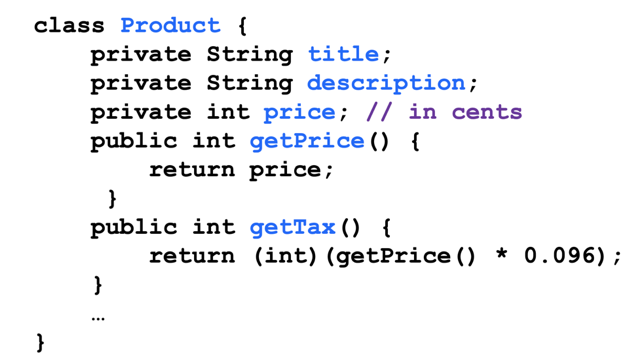 class Product {
    private String title;
    private String description;
    private int price; // in cents
    public int getPrice() {
        return price;
     }
    public int getTax() {
        return (int)(getPrice() * 0.096);
    }
    …
}